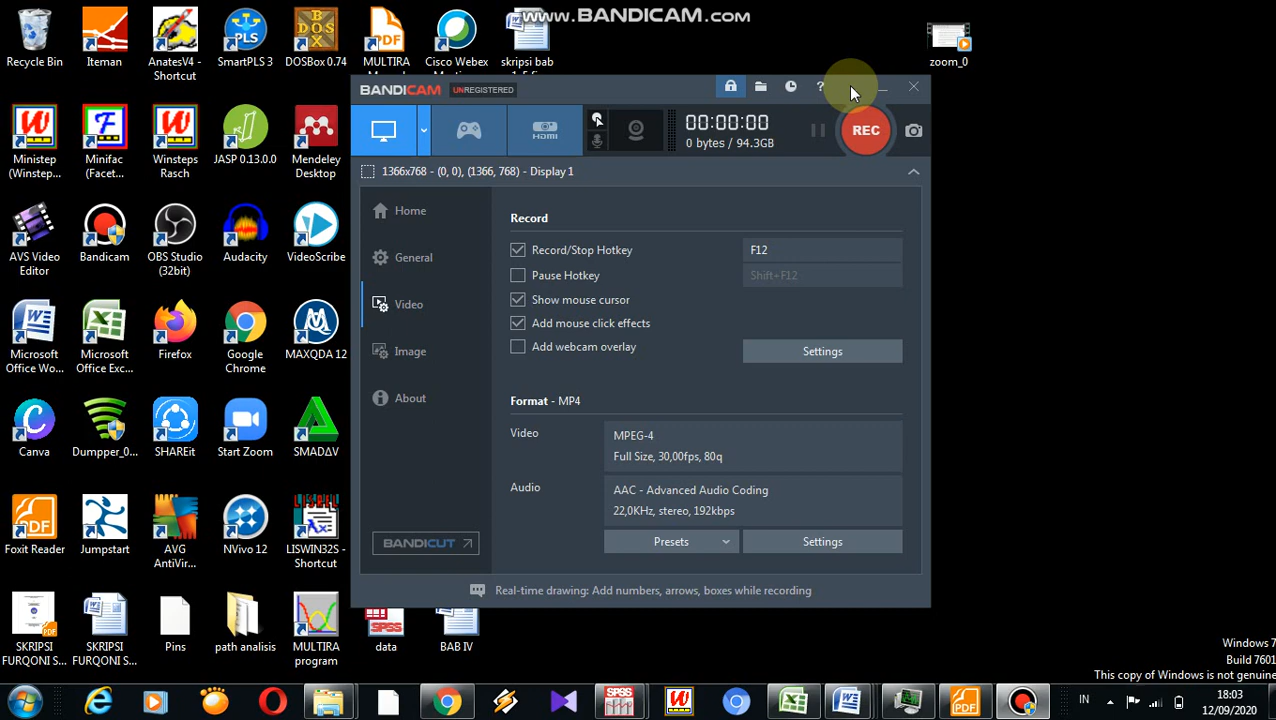 www.BANDICAM.com
Recycle Bin
Iteman
AnatesV4 - Shortcut
SmartPLS 3
DOSBox 0.74
MULTIRA
Cisco Webex
skripsi bab
zoom_0
BANDICAM UNREGISTERED
00:00:00
0 bytes / 94.3GB
REC
1366x768 - (0, 0), (1366, 768) - Display 1
Ministep (Winstep...
Minifac (Facet...
Winsteps Rasch
JASP 0.13.0.0
Mendeley Desktop
AVS Video Editor
Bandicam
OBS Studio (32bit)
Audacity
VideoScribe
Microsoft Office Wo...
Microsoft Office Exc...
Firefox
Google Chrome
MAXQDA 12
Canva
Dumpper_0...
SHAREit
Start Zoom
SMADΔV
Foxit Reader
Jumpstart
AVG AntiVir...
NVivo 12
LISWIN32S - Shortcut
SKRIPSI FURQONI S...
SKRIPSI FURQONI S...
Pins
path analisis
MULTIRA program
data
BAB IV
Home
General
Video
Image
About
BANDICUT
Record
Record/Stop Hotkey
F12
Pause Hotkey
Shift+F12
Show mouse cursor
Add mouse click effects
Add webcam overlay
Settings
Format - MP4
Video
MPEG-4
Full Size, 30,00fps, 80q
Audio
AAC - Advanced Audio Coding
22,0KHz, stereo, 192kbps
Presets
Settings
Real-time drawing: Add numbers, arrows, boxes while recording
Windows 7
Build 7601
This copy of Windows is not genuine
IN
18:03
12/09/2020